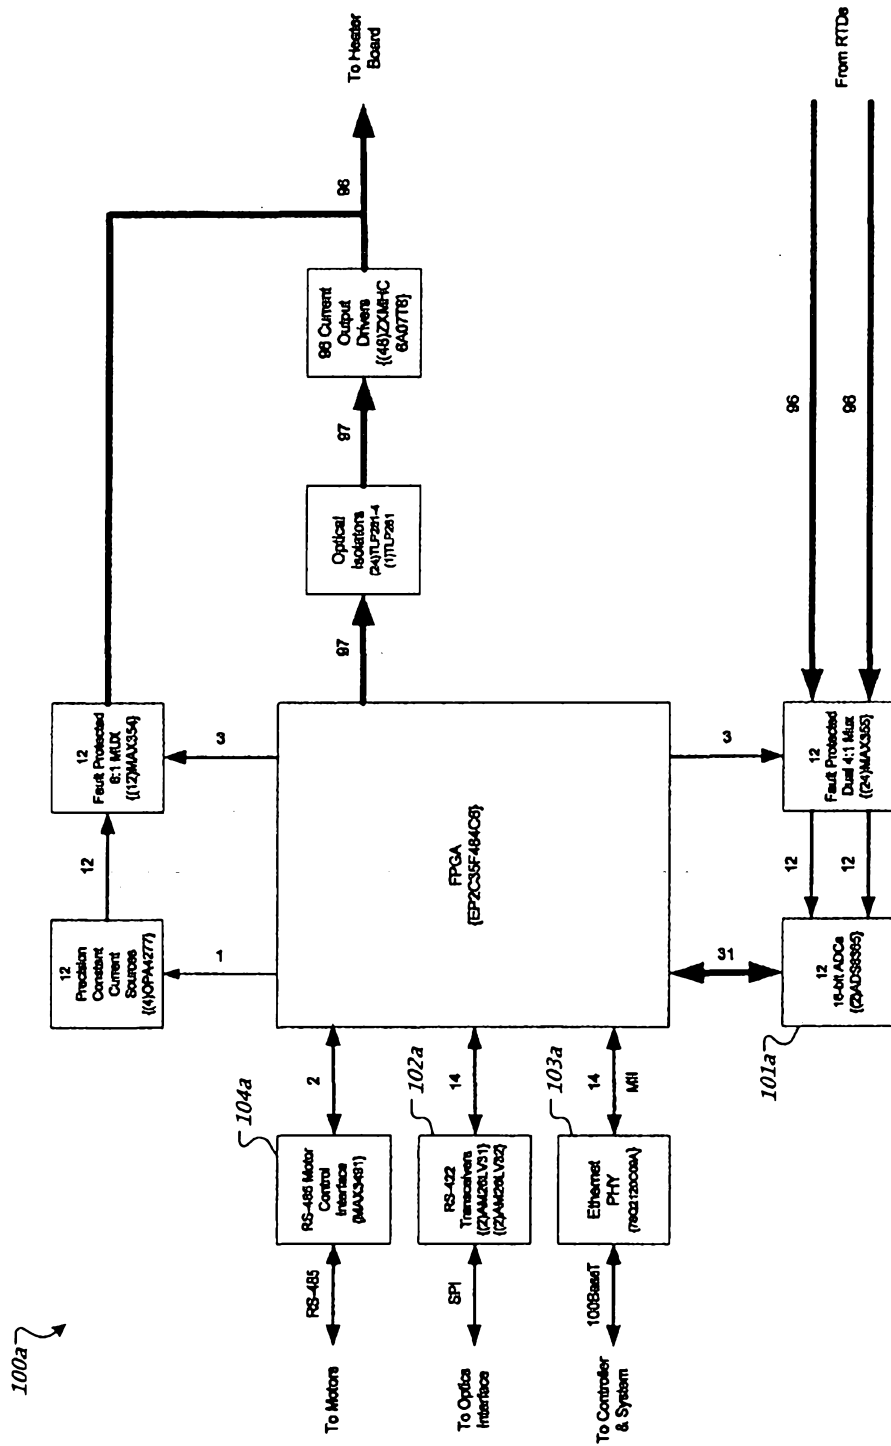 100a
To Motors
RS-485
104a
RS-485 Motor
Control
Interface
{MAX3491}
2
To Optics
Interface
SPI
102a
RS-422
Transceivers
{(2)AM26LV31}
{(2)AM26LV32}
14
To Controller
& System
100BaseT
103a
Ethernet
PHY
{78Q2120C09A}
14
MII
12
Precision
Constant
Current
Sources
{(4)OPA4277}
1
12
12
Fault Protected
8:1 MUX
{(12)MAX354}
3
FPGA
{EP2C35F484C8}
97
Optical
Isolators
(24)TLP281-4
(1)TLP281
97
96 Current
Output
Drivers
{(48)ZXMHC
6A07T8}
96
To Heater
Board
31
101a
12
16-bit ADCs
{(2)ADS8365}
12
12
3
12
Fault Protected
Dual 4:1 Mux
{(24)MAX355}
96
96
From RTDs